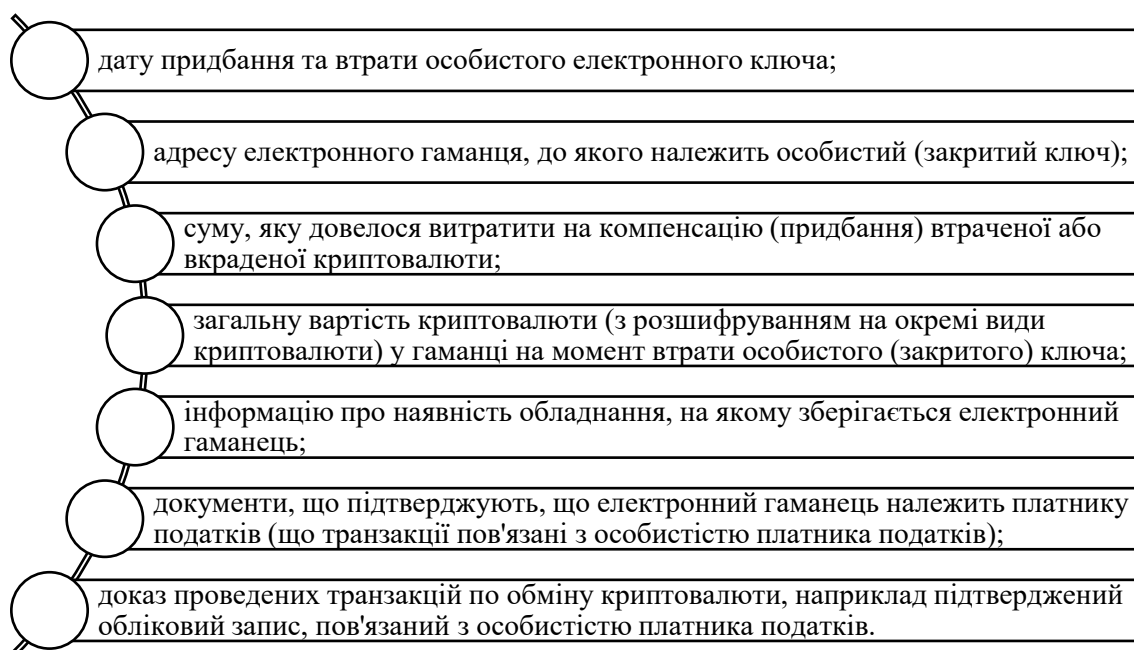 дату придбання та втрати особистого електронного ключа;
адресу електронного гаманця, до якого належить особистий (закритий ключ);
суму, яку довелося витратити на компенсацію (придбання) втраченої або
вкраденої криптовалюти;
загальну вартість криптовалюти (з розшифруванням на окремі види
криптовалюти) у гаманці на момент втрати особистого (закритого) ключа;
інформацію про наявність обладнання, на якому зберігається електронний
гаманець;
документи, що підтверджують, що електронний гаманець належить платнику
податків (що транзакції пов'язані з особистістю платника податків);
доказ проведених транзакцій по обміну криптовалюти, наприклад підтверджений
обліковий запис, пов'язаний з особистістю платника податків.